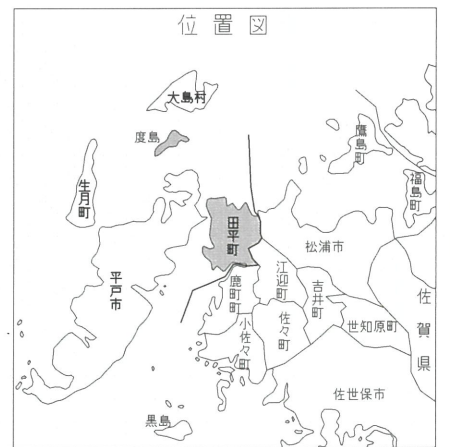 位置図
大島村
度島
鷹島町
福島町
生月町
田平町
松浦市
平戸市
鹿町町
江迎町
吉井町
佐賀県
小佐々町
佐々町
世知原町
佐世保市
黒島